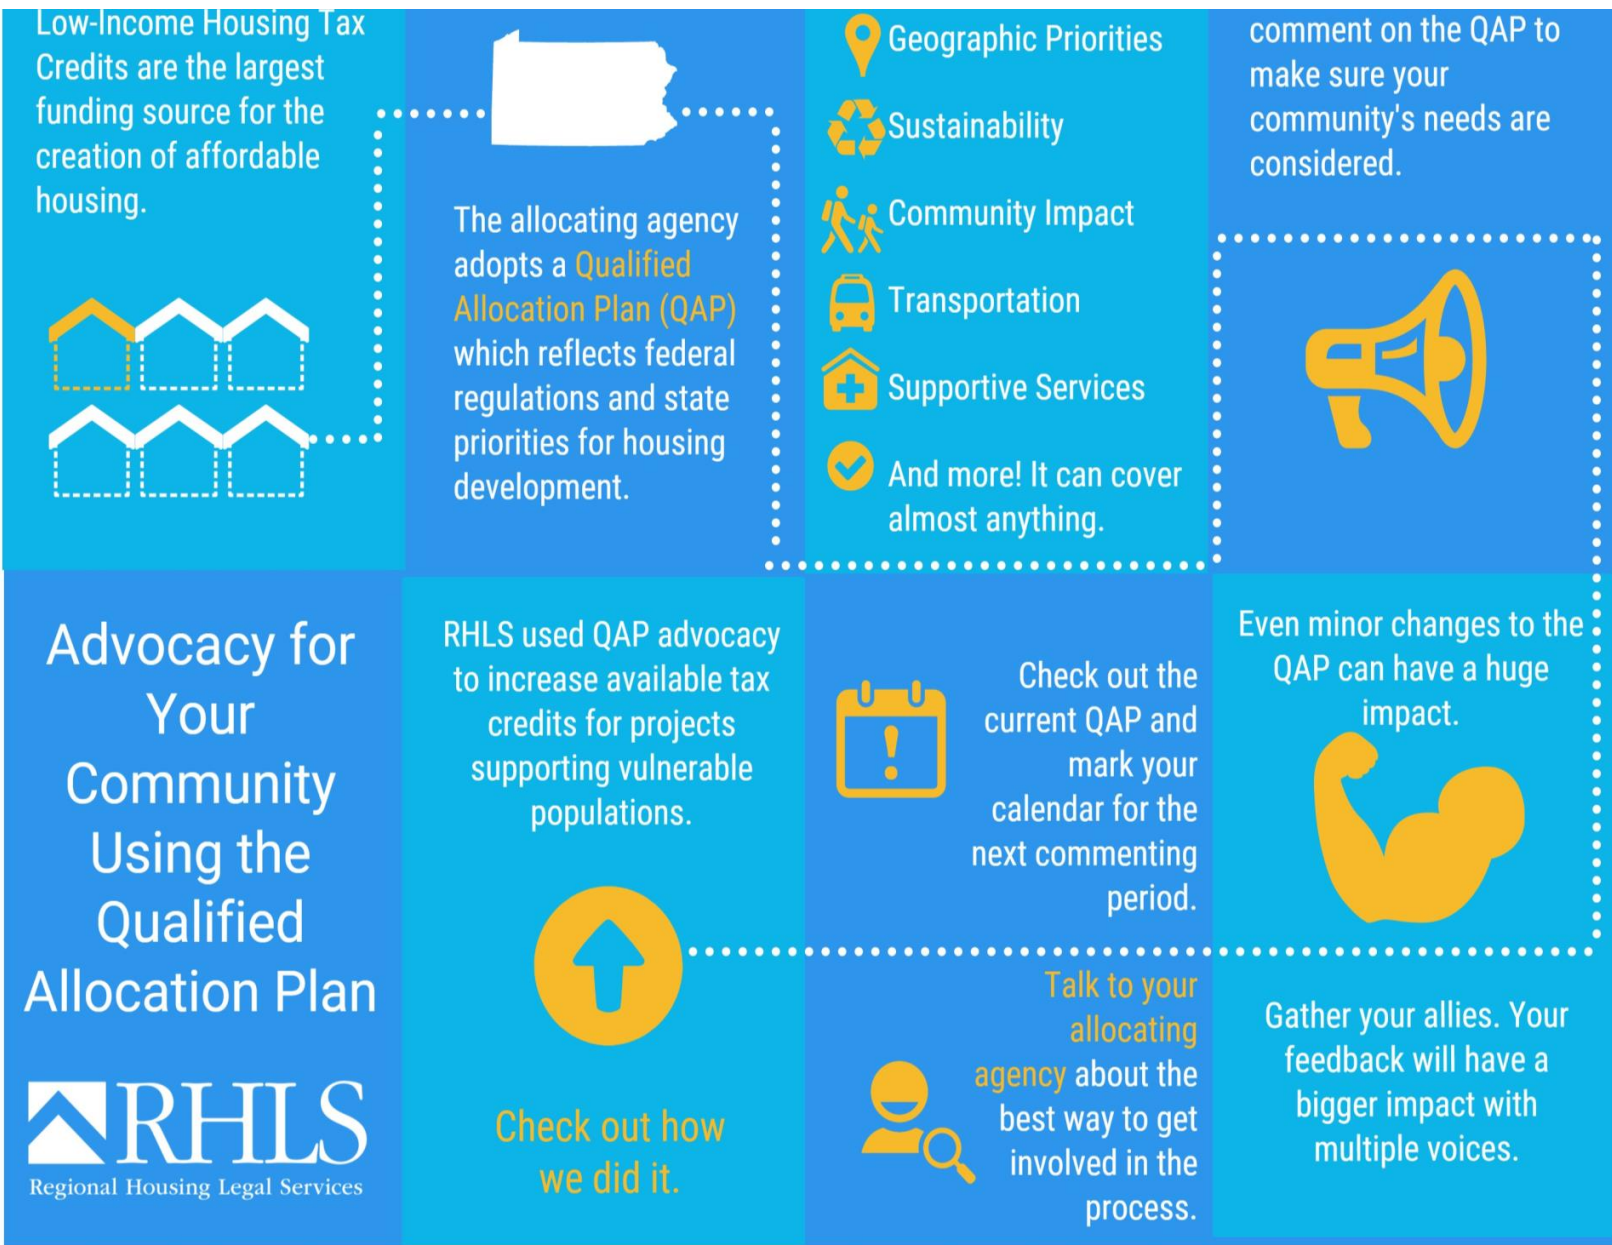 Low-Income Housing Tax
Credits are the largest
funding source for the
creation of affordable
housing.
The allocating agency
adopts a Qualified
Allocation Plan (QAP)
which reflects federal
regulations and state
priorities for housing
development.
Geographic Priorities
Sustainability
Community Impact
Transportation
Supportive Services
And more! It can cover
almost anything.
comment on the QAP to
make sure your
community's needs are
considered.
Advocacy for
Your
Community
Using the
Qualified
Allocation Plan
RHLS
Regional Housing Legal Services
RHLS used QAP advocacy
to increase available tax
credits for projects
supporting vulnerable
populations.
Check out how
we did it.
Check out the
current QAP and
mark your
calendar for the
next commenting
period.
Talk to your
allocating
agency about the
best way to get
involved in the
process.
Even minor changes to the
QAP can have a huge
impact.
Gather your allies. Your
feedback will have a
bigger impact with
multiple voices.